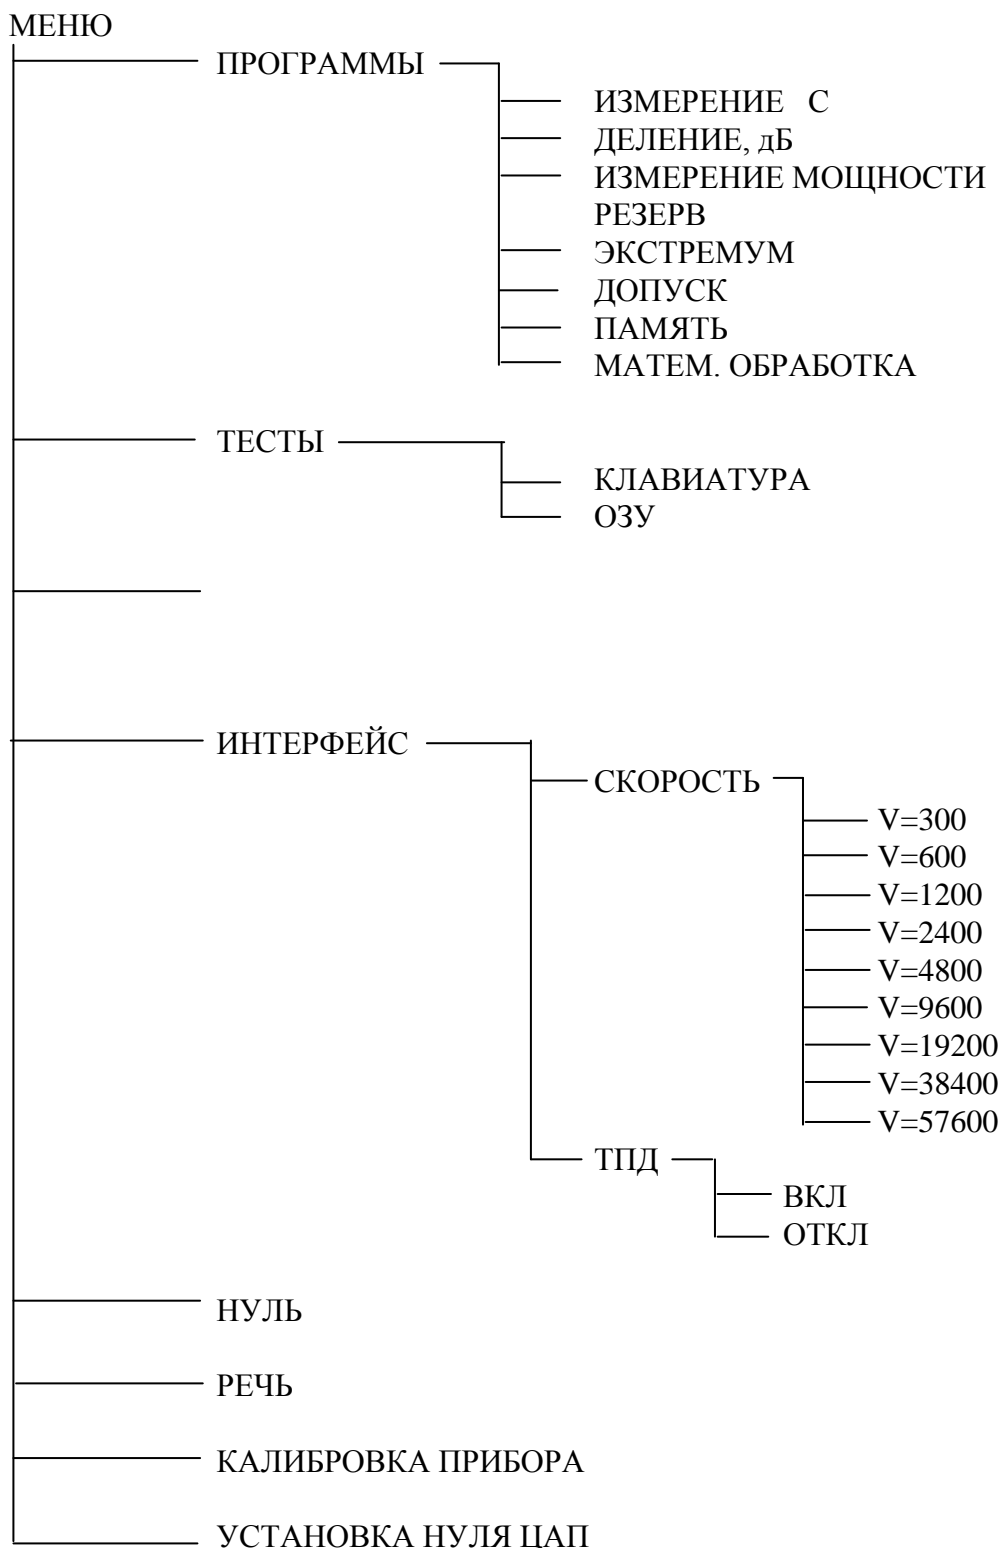 МЕНЮ
ПРОГРАММЫ
ИЗМЕРЕНИЕ С
ДЕЛЕНИЕ, дБ
ИЗМЕРЕНИЕ МОЩНОСТИ
РЕЗЕРВ
ЭКСТРЕМУМ
ДОПУСК
ПАМЯТЬ
МАТЕМ. ОБРАБОТКА
ТЕСТЫ
КЛАВИАТУРА
ОЗУ
ИНТЕРФЕЙС
СКОРОСТЬ
V=300
V=600
V=1200
V=2400
V=4800
V=9600
V=19200
V=38400
V=57600
ТПД
ВКЛ
ОТКЛ
НУЛЬ
РЕЧЬ
КАЛИБРОВКА ПРИБОРА
УСТАНОВКА НУЛЯ ЦАП